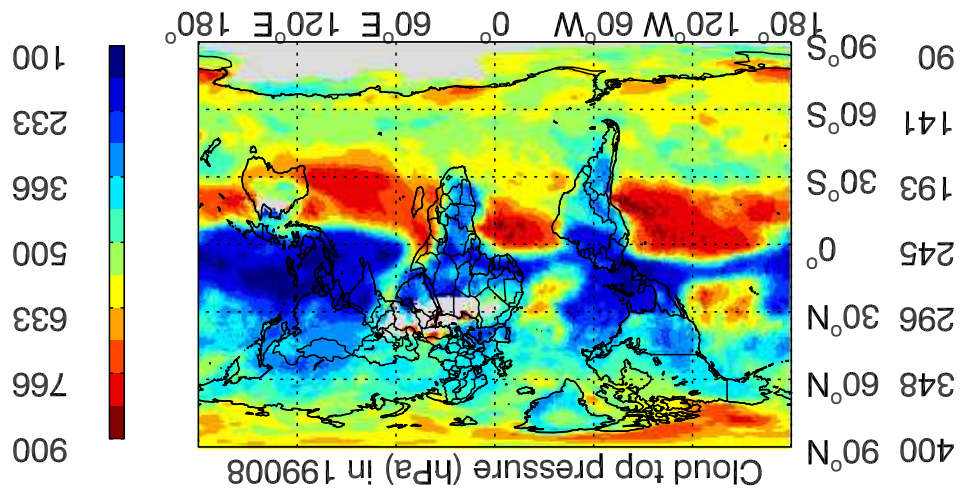 Cloud top pressure (hPa) in 199008
400 90°N 900
348 60°N 766
296 30°N 633
245 0° 500
193 30°S 366
141 60°S 233
90 90°S 100
180° 120°W 60°W 0° 60°E 120°E 180°